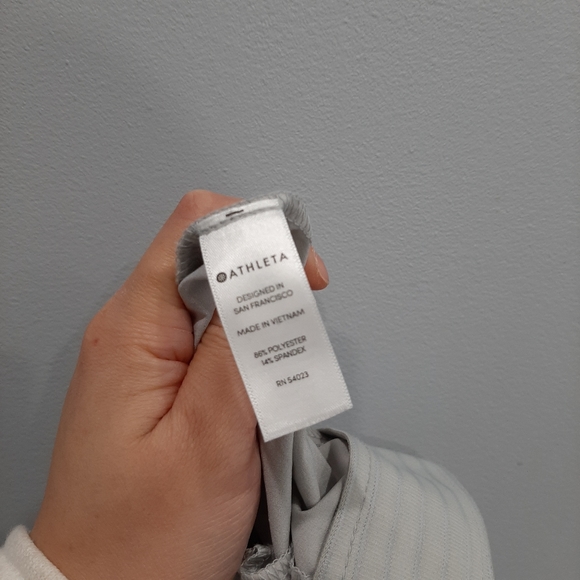 ATHLETA
DESIGNED IN
SAN FRANCISCO
MADE IN VIETNAM
86% POLYESTER
14% SPANDEX
RN 54023